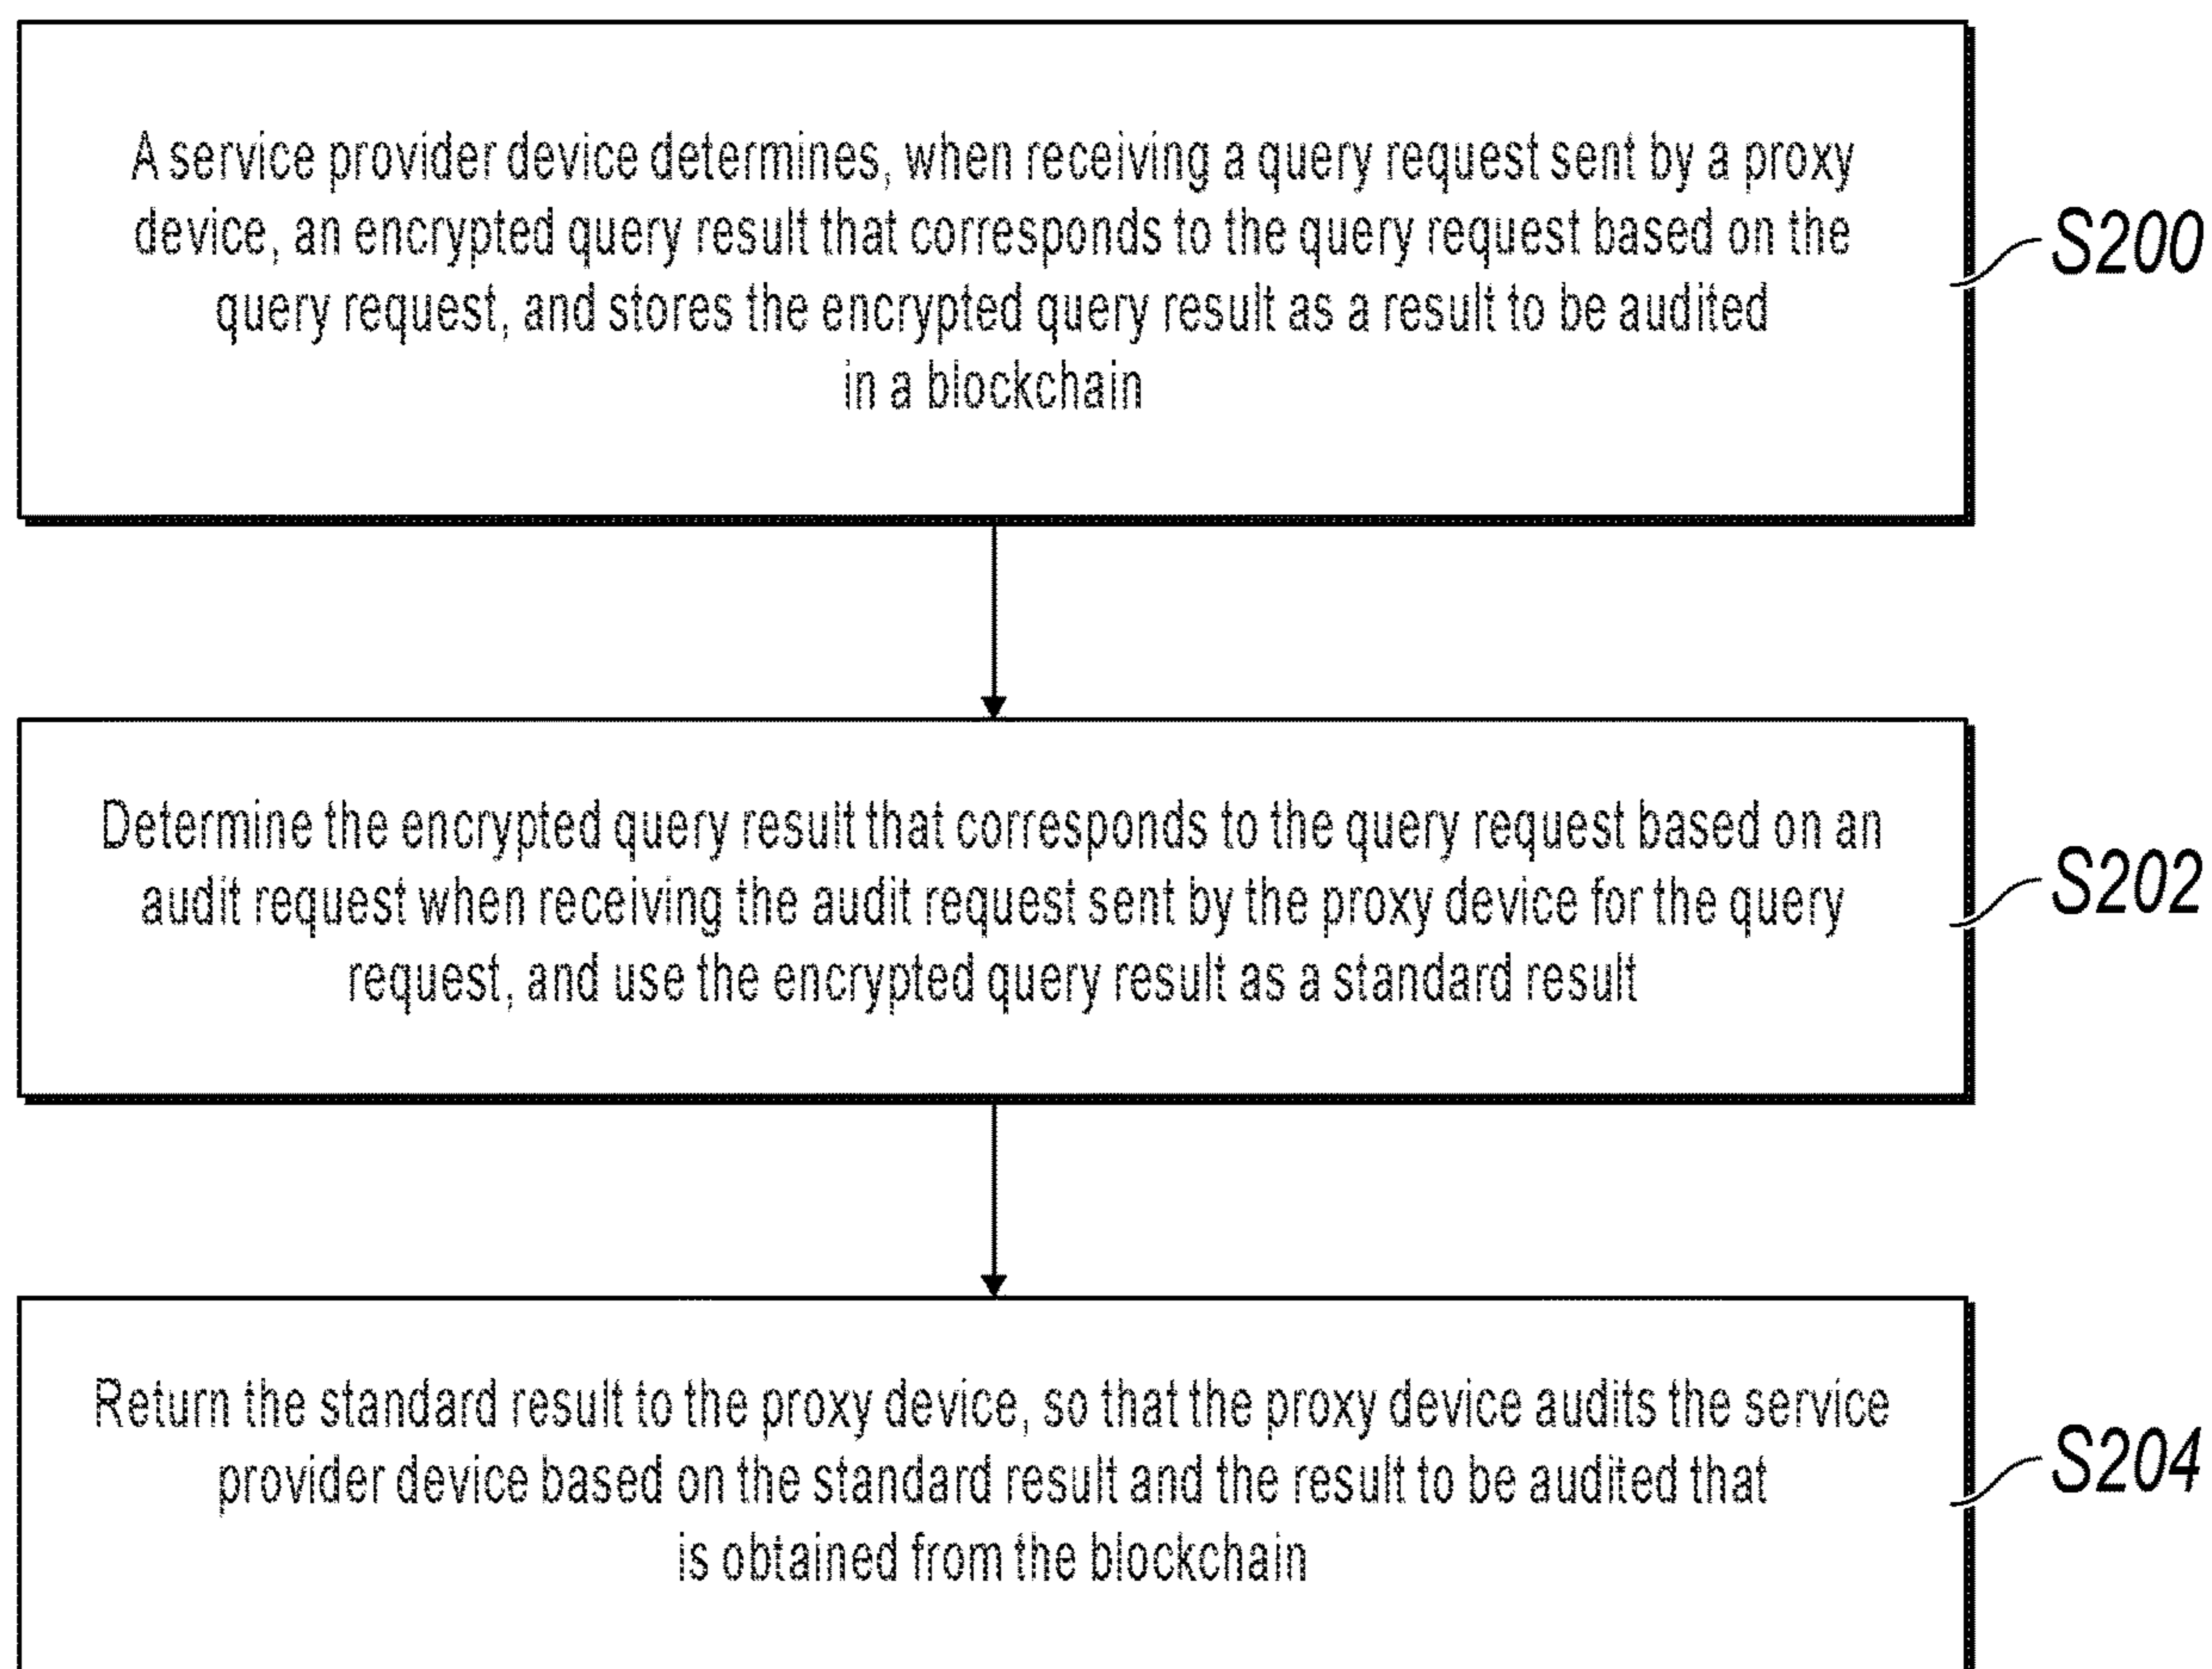 A service provider device determines, when receiving a query request sent by a proxy
device, an encrypted query result that corresponds to the query request based on the
query request, and stores the encrypted query result as a result to be audited
in a blockchain
S200
Determine the encrypted query result that corresponds to the query request based on an
audit request when receiving the audit request sent by the proxy device for the query
request, and use the encrypted query result as a standard result
S202
Return the standard result to the proxy device, so that the proxy device audits the service
provider device based on the standard result and the result to be audited that
is obtained from the blockchain
S204